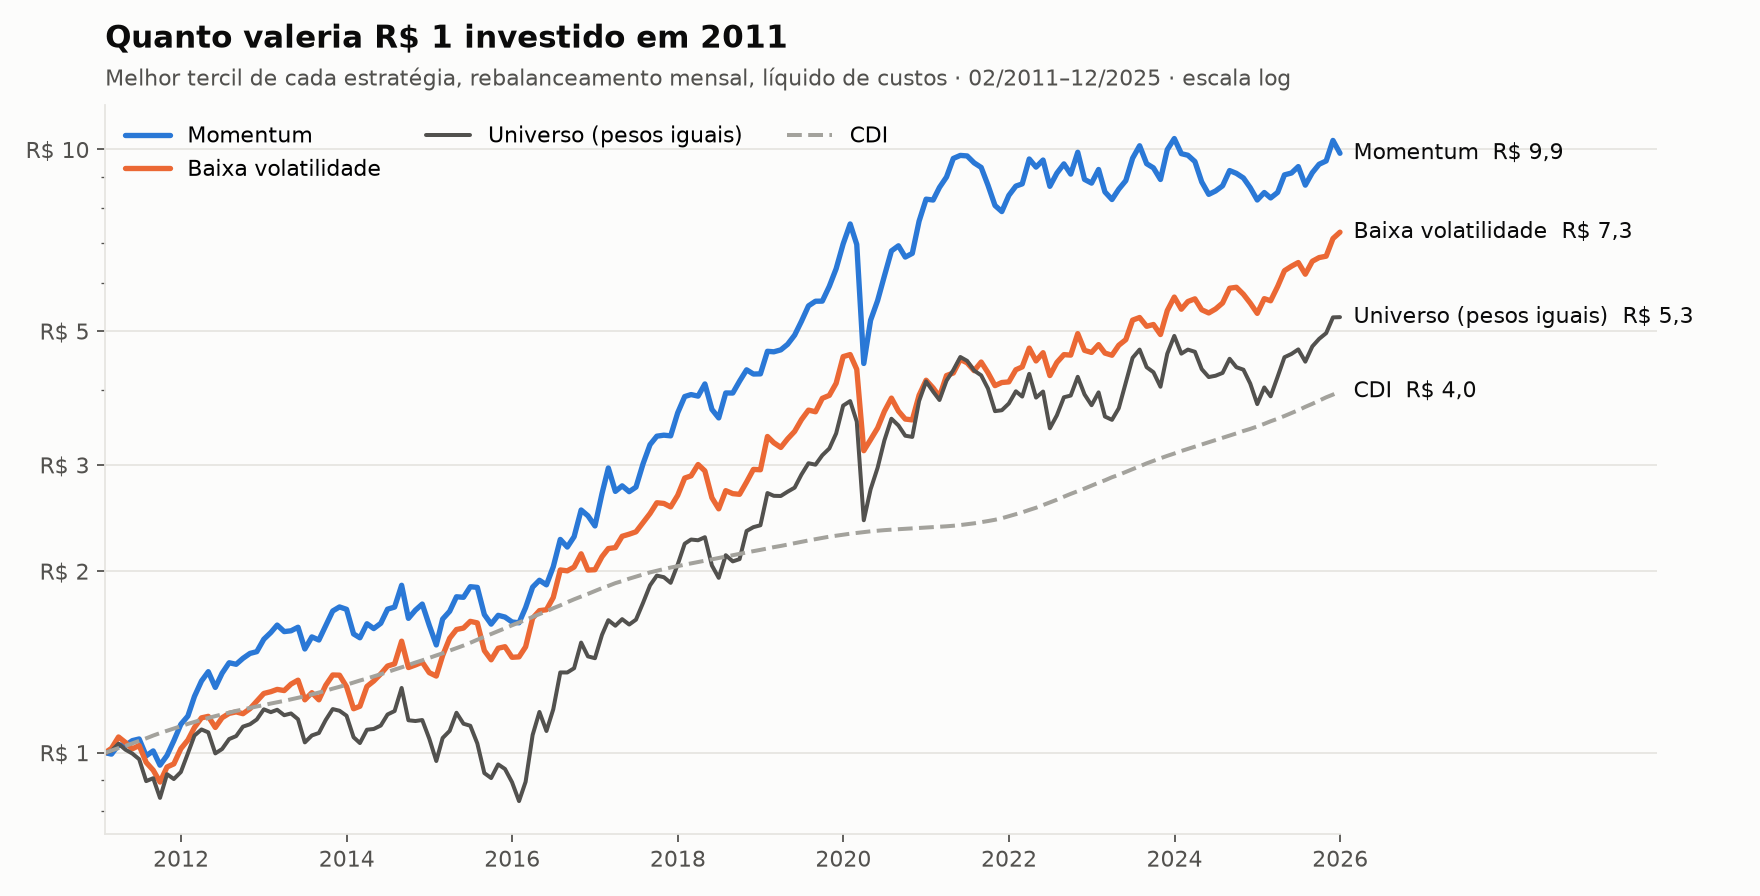 Quanto valeria R$ 1 investido em 2011
Melhor tercil de cada estratégia, rebalanceamento mensal, líquido de custos · 02/2011–12/2025 · escala log
Momentum
Baixa volatilidade
Universo (pesos iguais)
CDI
R$ 10
R$ 5
R$ 3
R$ 2
R$ 1
Momentum  R$ 9,9
Baixa volatilidade  R$ 7,3
Universo (pesos iguais)  R$ 5,3
CDI  R$ 4,0
2012
2014
2016
2018
2020
2022
2024
2026